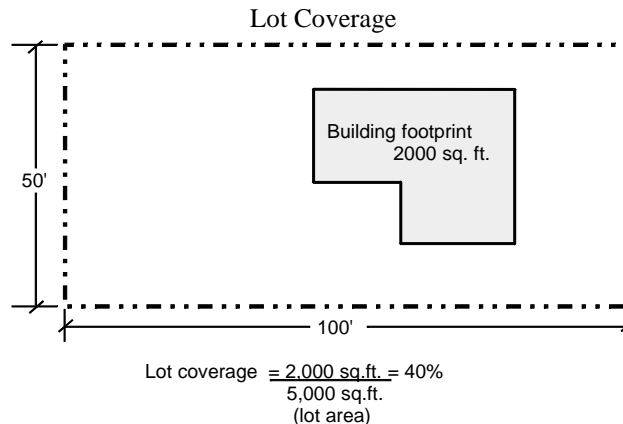 Lot Coverage
Building footprint
2000 sq. ft.
50'
100'
Lot coverage = 2,000 sq.ft. = 40%
5,000 sq.ft.
(lot area)